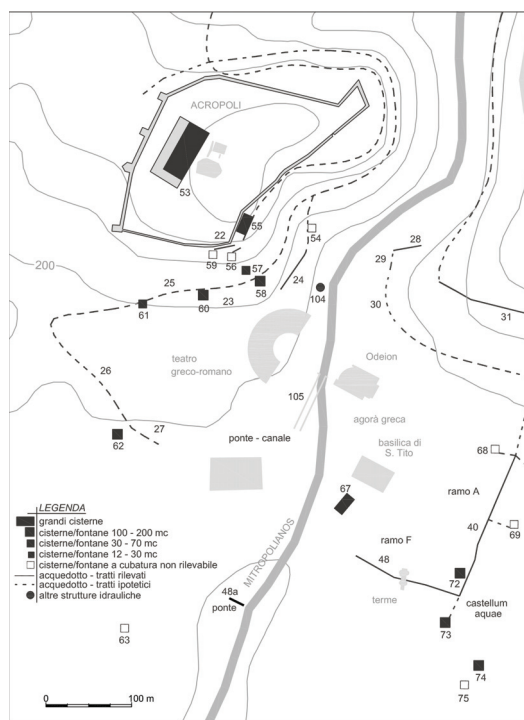 ACROPOLI
53
55
22
54
59
56
28
200
57
29
24
25
58
104
60
23
30
61
31
teatro
greco-romano
Odeion
26
105
agorà greca
27
ponte - canale
basilica di
S. Tito
62
68
67
ramo A
LEGENDA
grandi cisterne
cisterne/fontane 100 - 200 mc
cisterne/fontane 30 - 70 mc
cisterne/fontane 12 - 30 mc
cisterne/fontane a cubatura non rilevabile
acquedotto - tratti rilevati
acquedotto - tratti ipotetici
altre strutture idrauliche
40
69
ramo F
MITROPOLIANOS
48
72
48a
ponte
terme
castellum
aquae
63
73
74
75
0
100 m